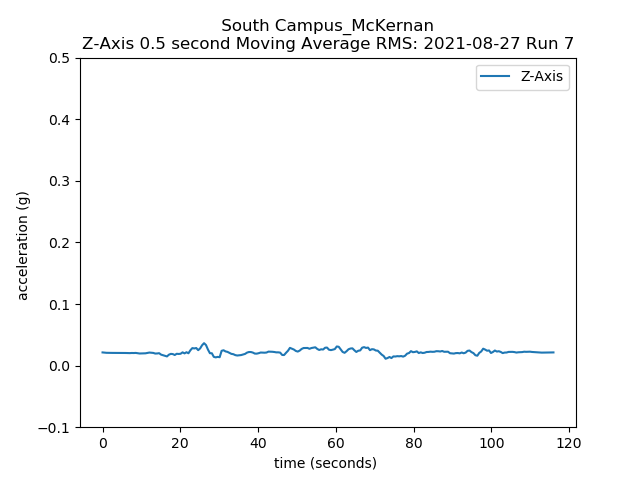 South Campus_McKernan
Z-Axis 0.5 second Moving Average RMS: 2021-08-27 Run 7
Z-Axis
0.5
0.4
0.3
0.2
0.1
0.0
−0.1
acceleration (g)
0 20 40 60 80 100 120
time (seconds)